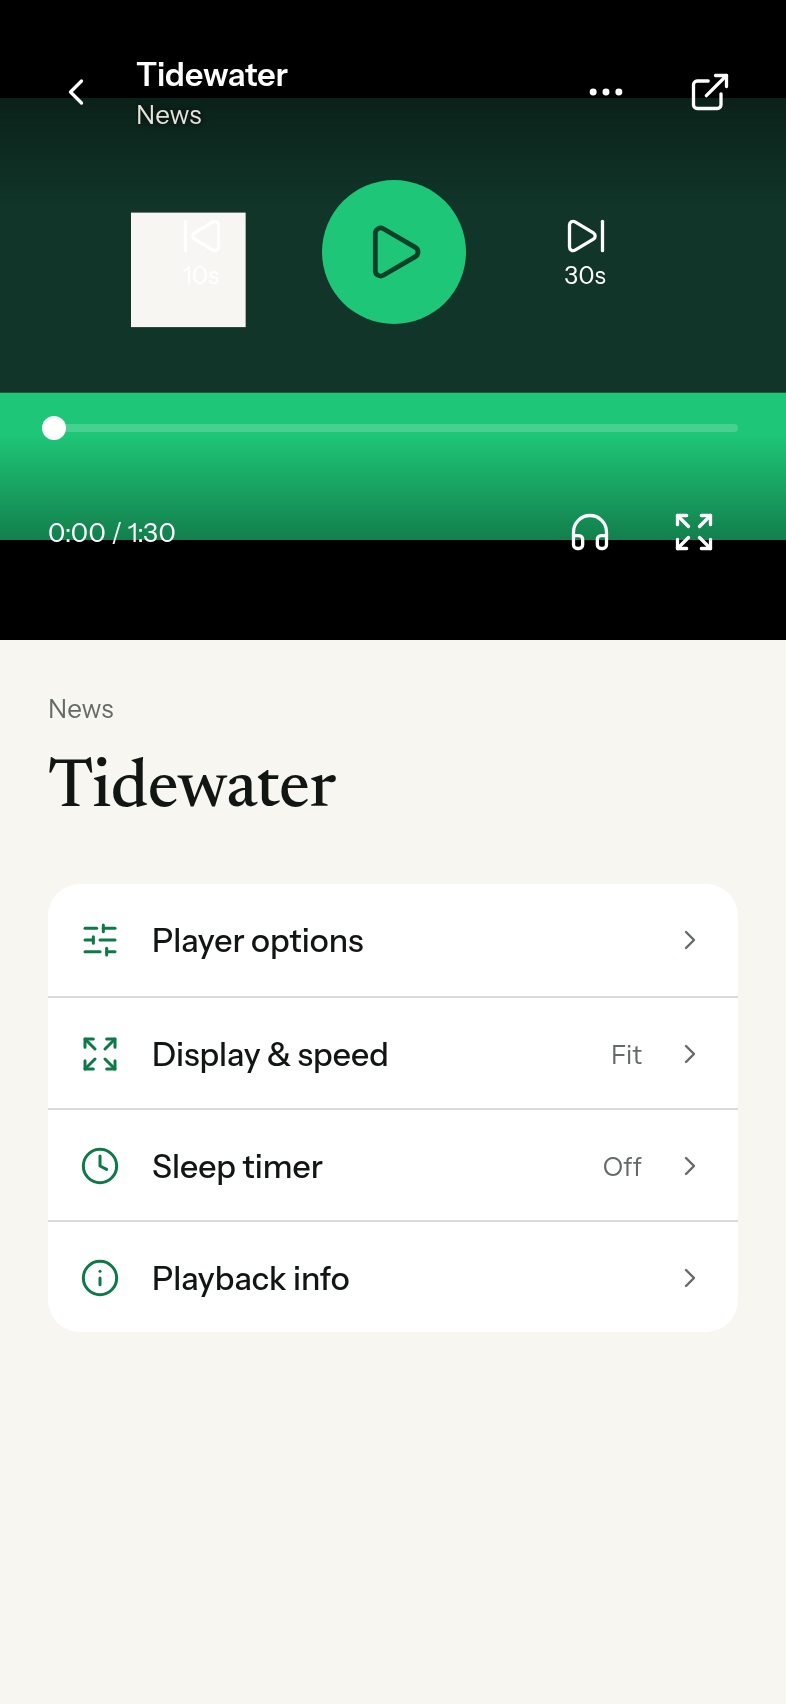 Tidewater
News
10s
30s
0:00 / 1:30
News
Tidewater
Player options
Display & speed
Fit
Sleep timer
Off
Playback info